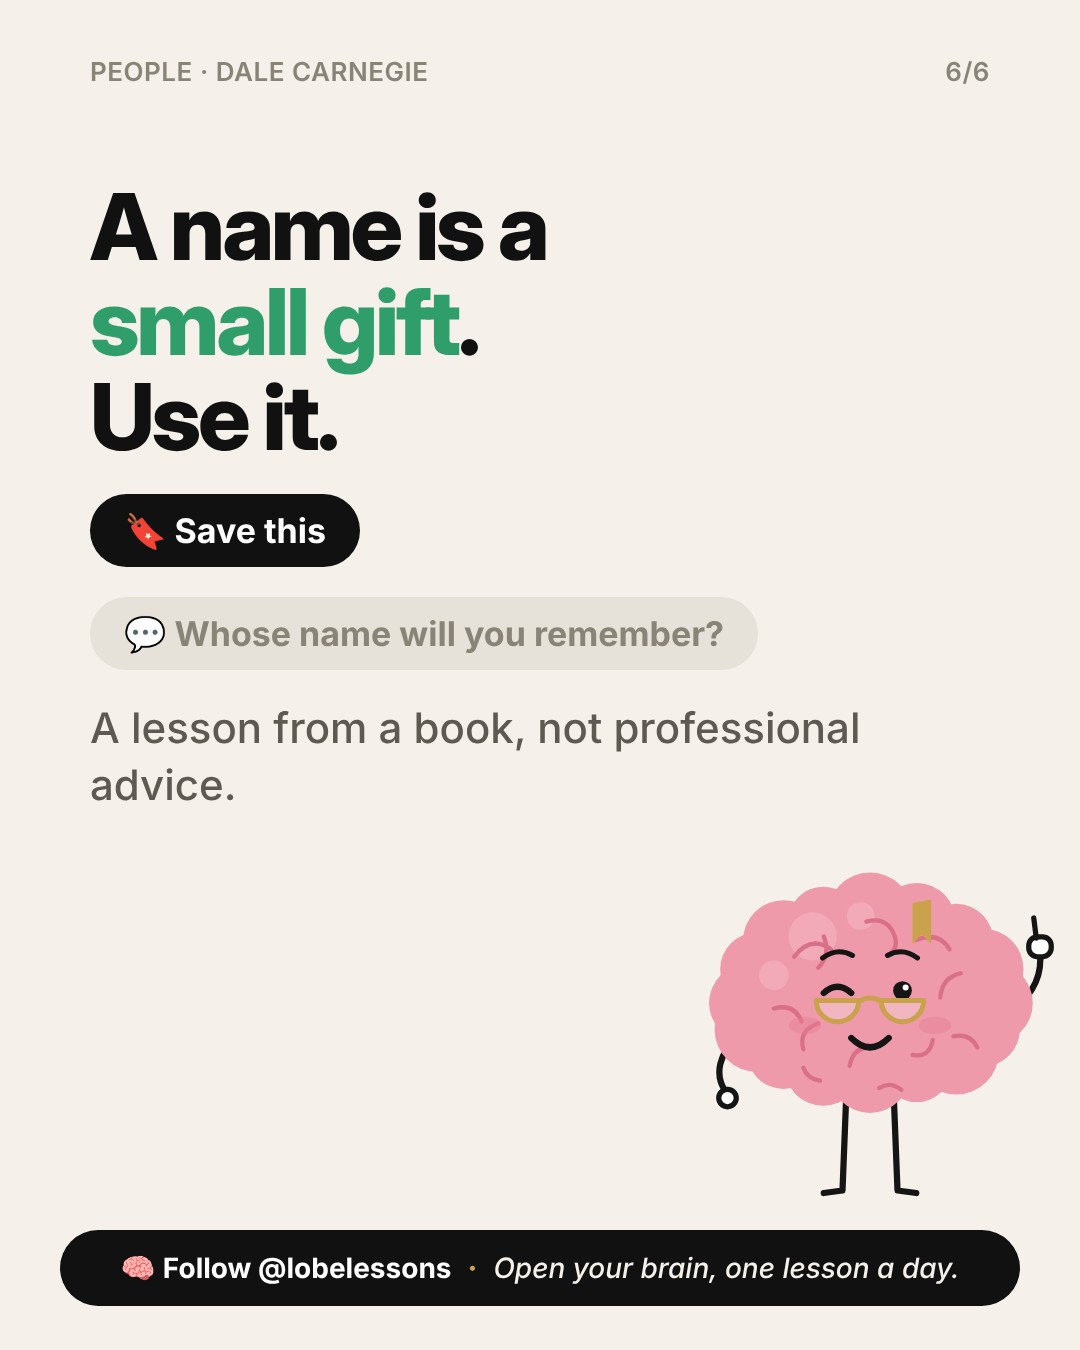 PEOPLE · DALE CARNEGIE
6/6
A name is a
small gift.
Use it.
🔖 Save this
💬 Whose name will you remember?
A lesson from a book, not professional
advice.
🧠 Follow @lobelessons · Open your brain, one lesson a day.